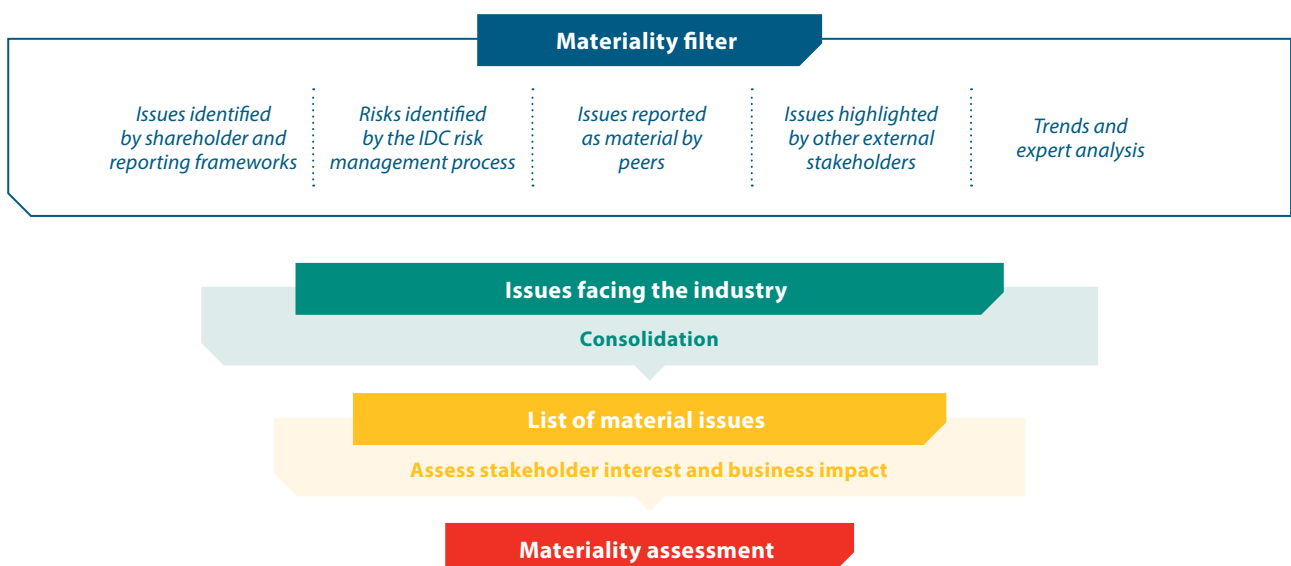 Materiality filter
Issues identified
by shareholder and
reporting frameworks
Risks identified
by the IDC risk
management process
Issues reported
as material by
peers
Issues highlighted
by other external
stakeholders
Trends and
expert analysis
Issues facing the industry
Consolidation
List of material issues
Assess stakeholder interest and business impact
Materiality assessment